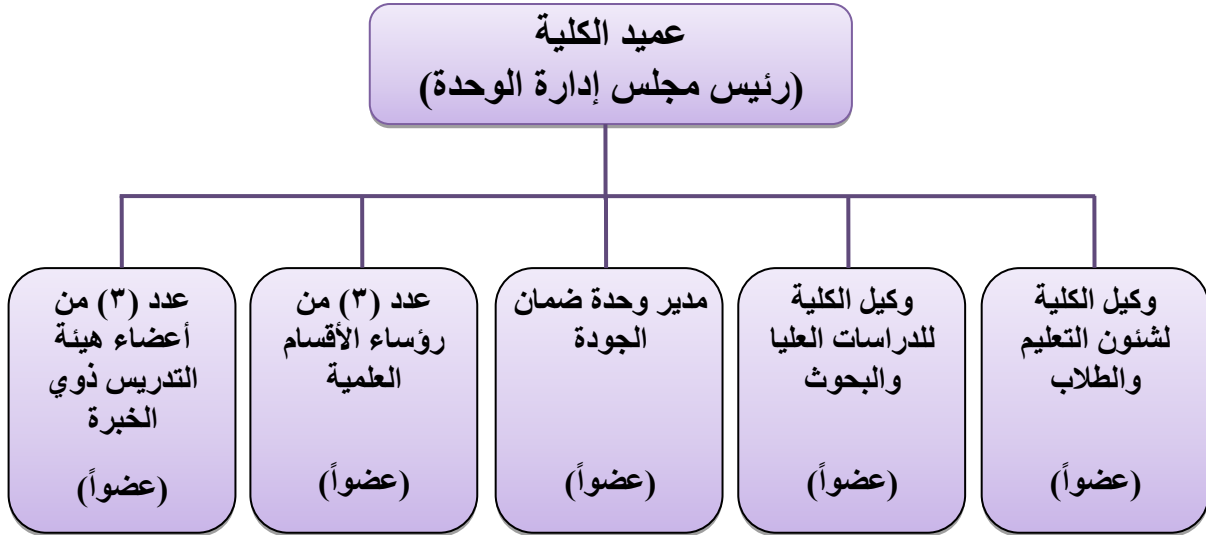 عميد الكلية
(رئيس مجلس إدارة الوحدة)
وكيل الكلية
لشئون التعليم
والطلاب
(عضواً)
وكيل الكلية
للدراسات العليا
والبحوث
(عضواً)
مدير وحدة ضمان
الجودة
(عضواً)
عدد (٣) من
رؤساء الأقسام
العلمية
(عضواً)
عدد (٣) من
أعضاء هيئة
التدريس ذوي
الخبرة
(عضواً)